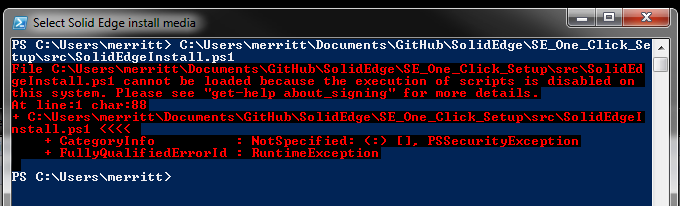 Select Solid Edge install media
PS C:\Users\merritt> C:\Users\merritt\Documents\GitHub\SolidEdge\SE_One_Click_Se
tup\src\SolidEdgeInstall.ps1
File C:\Users\merritt\Documents\GitHub\SolidEdge\SE_One_Click_Setup\src\SolidEd
geInstall.ps1 cannot be loaded because the execution of scripts is disabled on
this system. Please see "get-help about_signing" for more details.
At line:1 char:88
+ C:\Users\merritt\Documents\GitHub\SolidEdge\SE_One_Click_Setup\src\SolidEdgeI
nstall.ps1 <<<<
+ CategoryInfo : NotSpecified: (:) [], PSSecurityException
+ FullyQualifiedErrorId : RuntimeException
PS C:\Users\merritt>